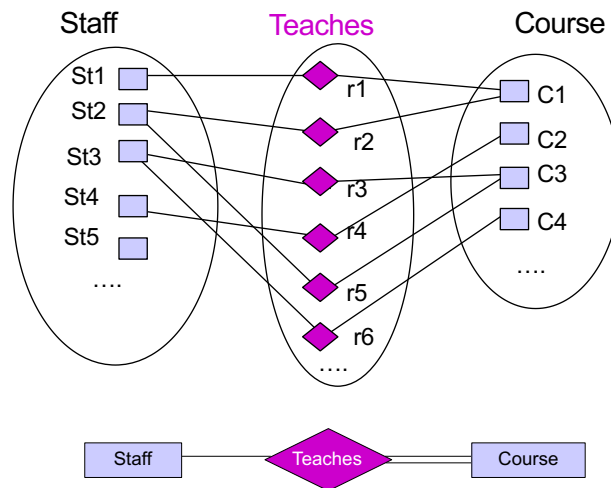 Staff Teaches Course
St1
St2
St3
St4
St5
....
r1
r2
r3
r4
r5
r6
....
C1
C2
C3
C4
....
Staff Teaches Course